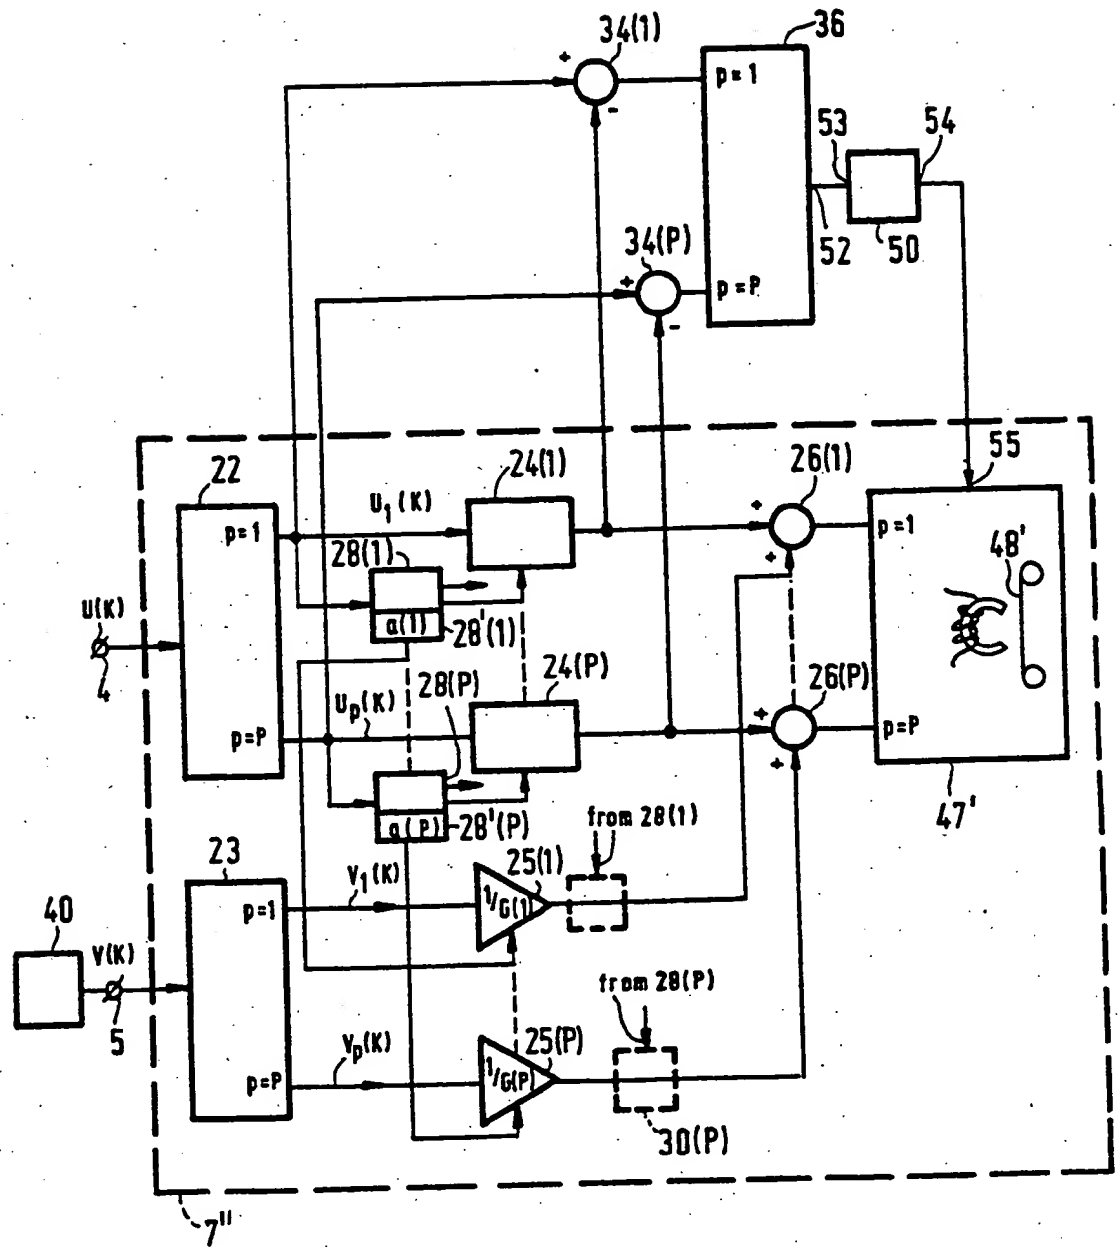 34(1)
36
+
-
p=1
53
54
34(P)
+
-
p=P
52
50
22
24(1)
26(1)
55
p=1
U₁(K)
+
+
p=1
28(1)
48'
U(K)
a(1)
28'(1)
4
28(P)
24(P)
26(P)
p=P
Uₚ(K)
+
+
p=P
47'
a(P)
28'(P)
from 28(1)
23
V₁(K)
25(1)
p=1
1/G(1)
40
V(K)
5
from 28(P)
Vₚ(K)
25(P)
p=P
1/G(P)
30(P)
7"